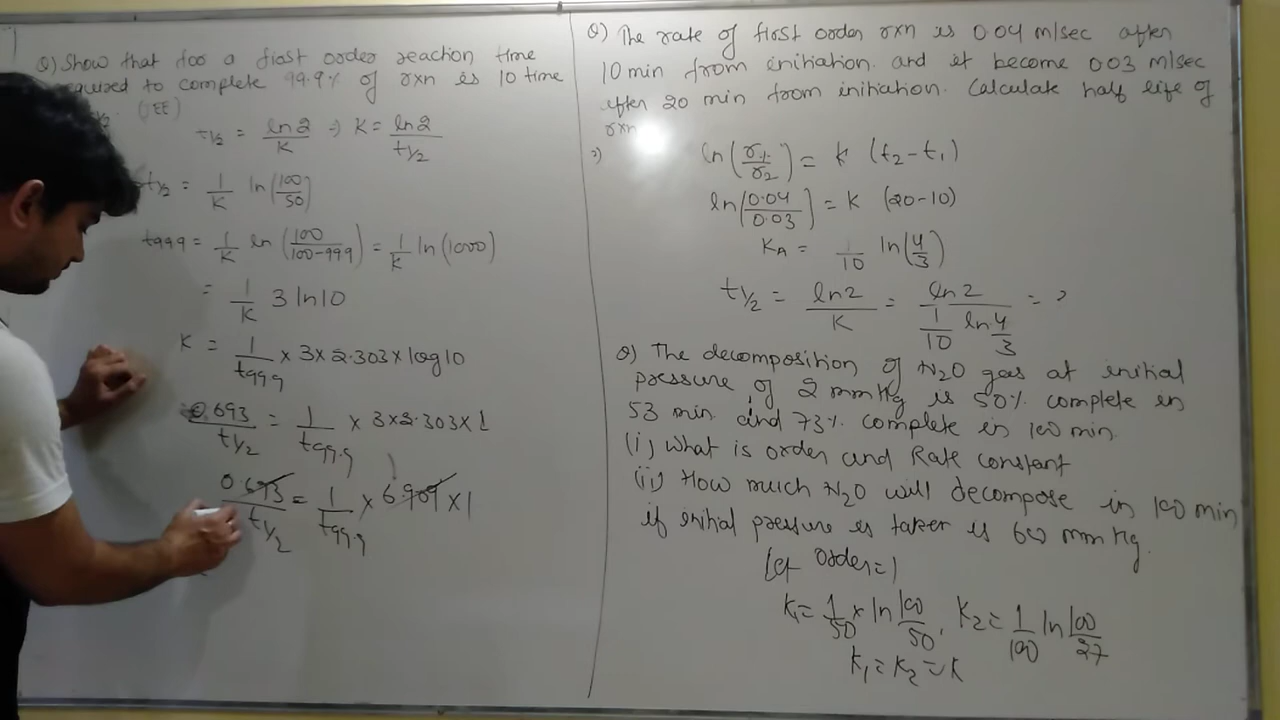 Q) Show that for a first order reaction time
required to complete 99.9% of rxn is 10 time
(JEE)
t½ = ln2/K ⇒ K = ln2/t½
t½ = 1/K ln(100/50)
t99.9 = 1/K ln(100/100-99.9) = 1/K ln(1000)
= 1/K 3 ln10
K = 1/t99.9 × 3×2.303×log10
0.693/t½ = 1/t99.9 × 3×2.303×1
0.693/t½ = 1/t99.9 × 6.909×1
Q) The rate of first order rxn is 0.04 m/sec after
10 min from initiation. and it become 0.03 m/sec
after 20 min from initiation. Calculate half life of
rxn
ln(r1/r2) = K (t2-t1)
ln(0.04/0.03) = K (20-10)
KA = 1/10 ln(4/3)
t½ = ln2/K = ln2/(1/10 ln 4/3) = ?
Q) The decomposition of N2O gas at initial
pressure of 2 mmHg is 50% complete in
53 min and 73% complete in 100 min.
(i) What is order and Rate constant
(ii) How much N2O will decompose in 100 min
if initial pressure is taken is 600 mm Hg.
Let Order=1
K1 = 1/50 × ln 100/50, K2 = 1/100 ln 100/27
K1 = K2 = K